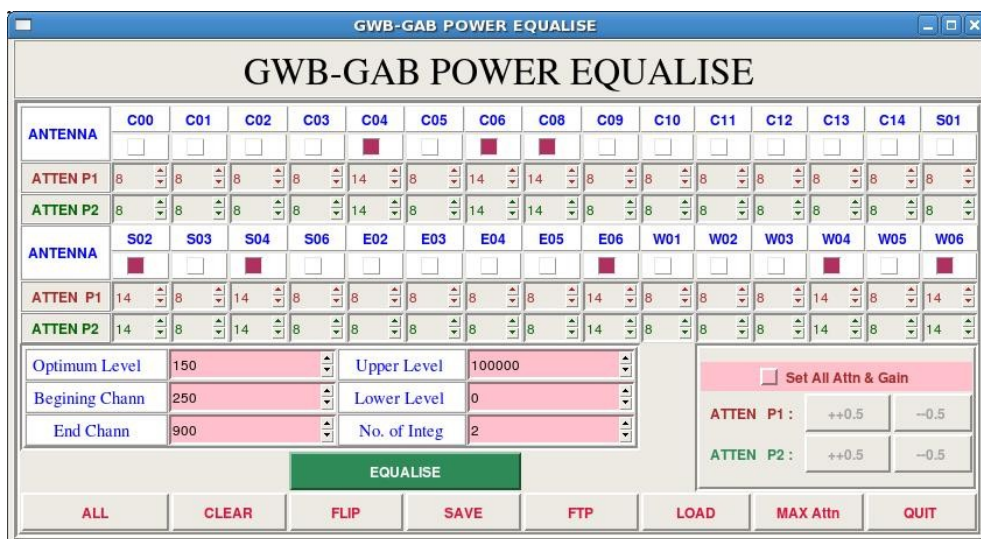 GWB-GAB POWER EQUALISE
GWB-GAB POWER EQUALISE
ANTENNA C00 C01 C02 C03 C04 C05 C06 C08 C09 C10 C11 C12 C13 C14 S01
ATTEN P1 8 8 8 8 14 8 14 14 8 8 8 8 8 8 8
ATTEN P2 8 8 8 8 14 8 14 14 8 8 8 8 8 8 8
ANTENNA S02 S03 S04 S06 E02 E03 E04 E05 E06 W01 W02 W03 W04 W05 W06
ATTEN P1 14 8 14 8 8 8 8 8 14 8 8 8 14 8 14
ATTEN P2 14 8 14 8 8 8 8 8 14 8 8 8 14 8 14
Optimum Level 150 Upper Level 100000
Begining Chann 250 Lower Level 0
End Chann 900 No. of Integ 2
Set All Attn & Gain
ATTEN P1 : ++0.5 --0.5
ATTEN P2 : ++0.5 --0.5
EQUALISE
ALL CLEAR FLIP SAVE FTP LOAD MAX Attn QUIT